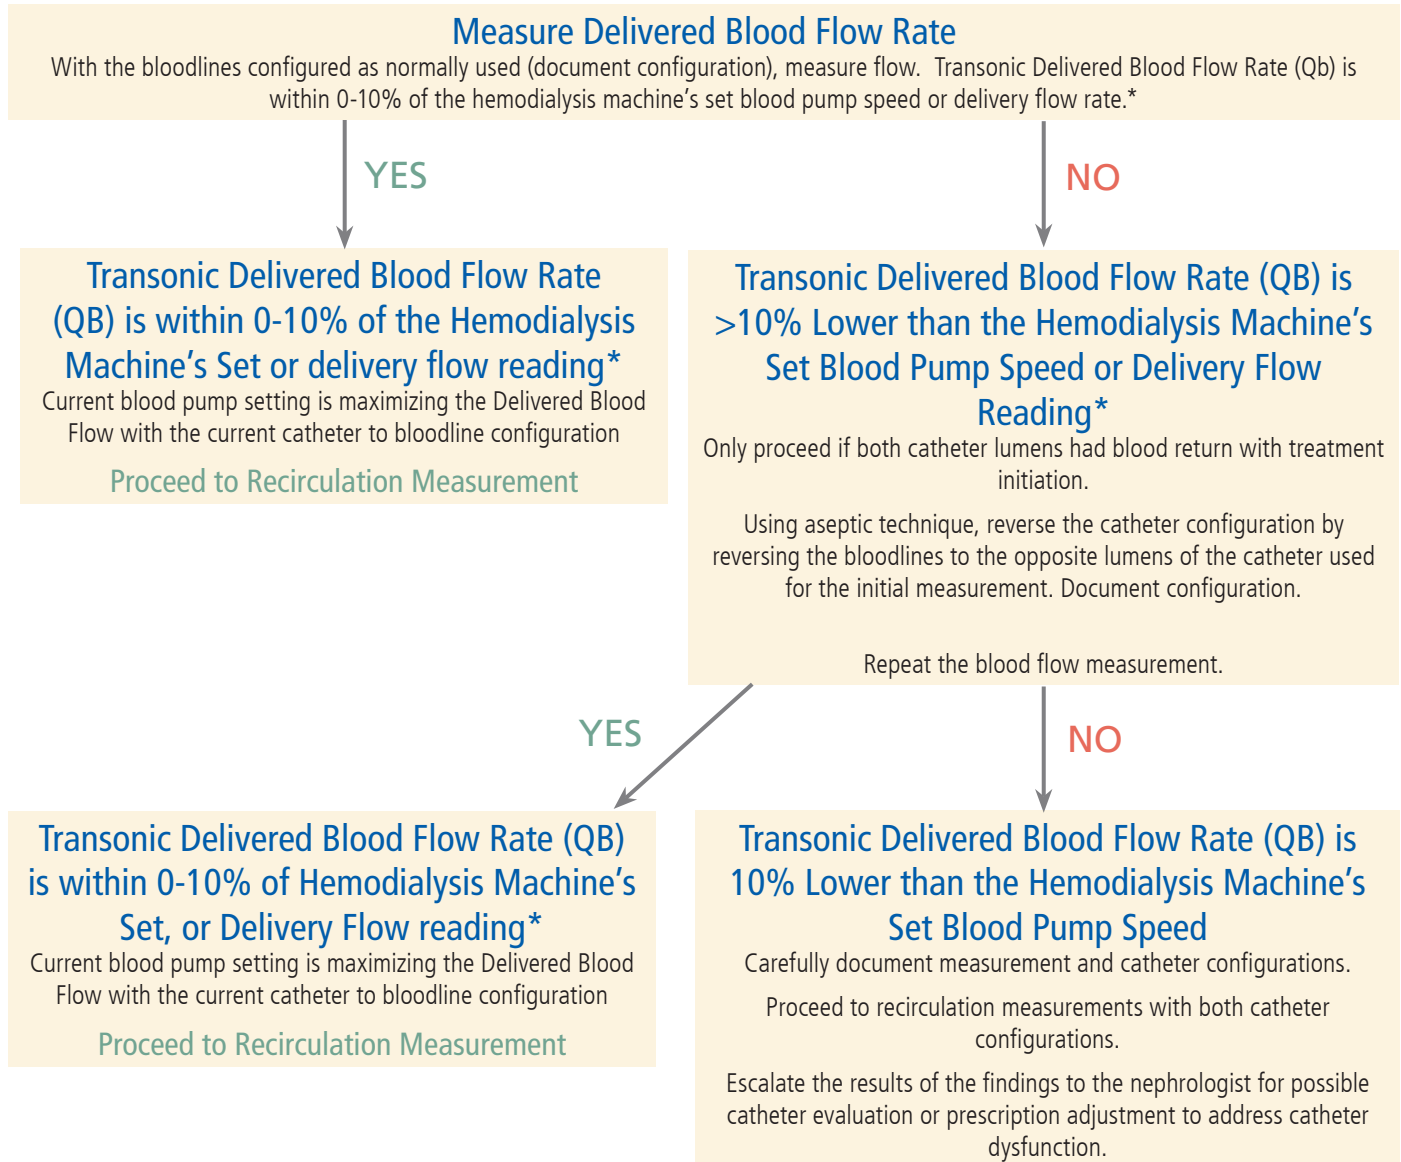 Measure Delivered Blood Flow Rate
With the bloodlines configured as normally used (document configuration), measure flow.  Transonic Delivered Blood Flow Rate (Qb) is
within 0-10% of the hemodialysis machine’s set blood pump speed or delivery flow rate.*
YES
NO
Transonic Delivered Blood Flow Rate
(QB) is within 0-10% of the Hemodialysis
Machine’s Set or delivery flow reading*
Current blood pump setting is maximizing the Delivered Blood
Flow with the current catheter to bloodline configuration
Proceed to Recirculation Measurement
Transonic Delivered Blood Flow Rate (QB) is
>10% Lower than the Hemodialysis Machine’s
Set Blood Pump Speed or Delivery Flow
Reading*
Only proceed if both catheter lumens had blood return with treatment
initiation.
Using aseptic technique, reverse the catheter configuration by
reversing the bloodlines to the opposite lumens of the catheter used
for the initial measurement. Document configuration.
Repeat the blood flow measurement.
YES
NO
Transonic Delivered Blood Flow Rate (QB)
is within 0-10% of Hemodialysis Machine’s
Set, or Delivery Flow reading*
Current blood pump setting is maximizing the Delivered Blood
Flow with the current catheter to bloodline configuration
Proceed to Recirculation Measurement
Transonic Delivered Blood Flow Rate (QB) is
10% Lower than the Hemodialysis Machine’s
Set Blood Pump Speed
Carefully document measurement and catheter configurations.
Proceed to recirculation measurements with both catheter
configurations.
Escalate the results of the findings to the nephrologist for possible
catheter evaluation or prescription adjustment to address catheter
dysfunction.